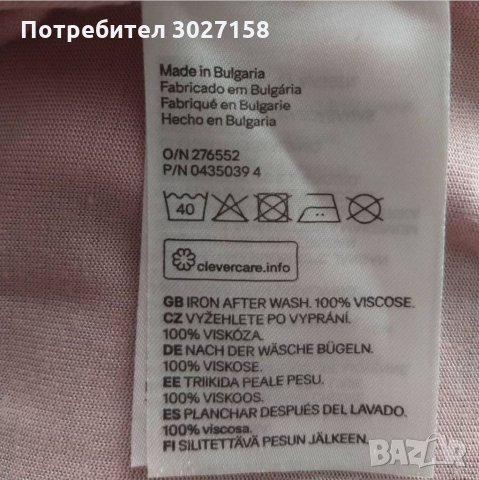 Потребител 3027158
Made in Bulgaria
Fabricado em Bulgária
Fabriqué en Bulgarie
Hecho en Bulgaria
O/N 276552
P/N 0435039 4
40
clevercare.info
GB IRON AFTER WASH. 100% VISCOSE.
CZ VYŽEHLETE PO VYPRÁNÍ.
100% VISKÓZA.
DE NACH DER WÄSCHE BÜGELN.
100% VISKOSE.
EE TRIIKIDA PEALE PESU.
100% VISKOOS.
ES PLANCHAR DESPUÉS DEL LAVADO.
100% viscosa.
FI SILITETTÄVÄ PESUN JÄLKEEN.
BAZAR